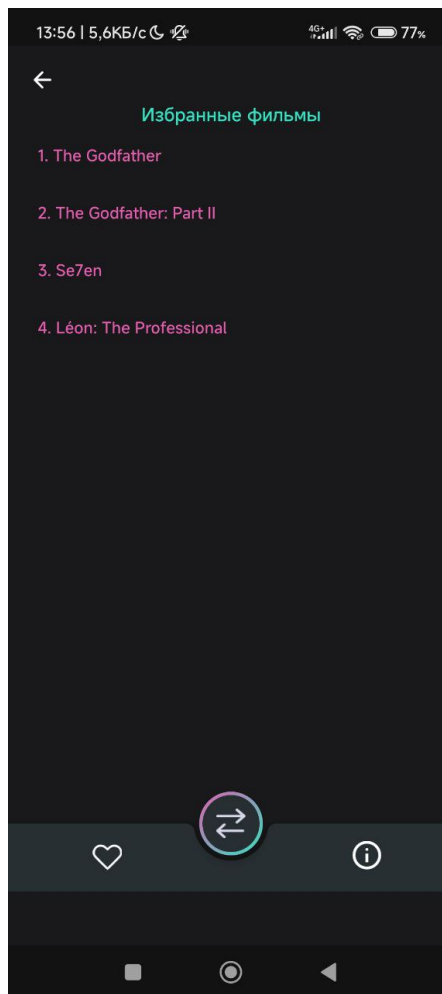 13:56 | 5,6КБ/с 4G+ 77%
Избранные фильмы
1. The Godfather
2. The Godfather: Part II
3. Se7en
4. Léon: The Professional